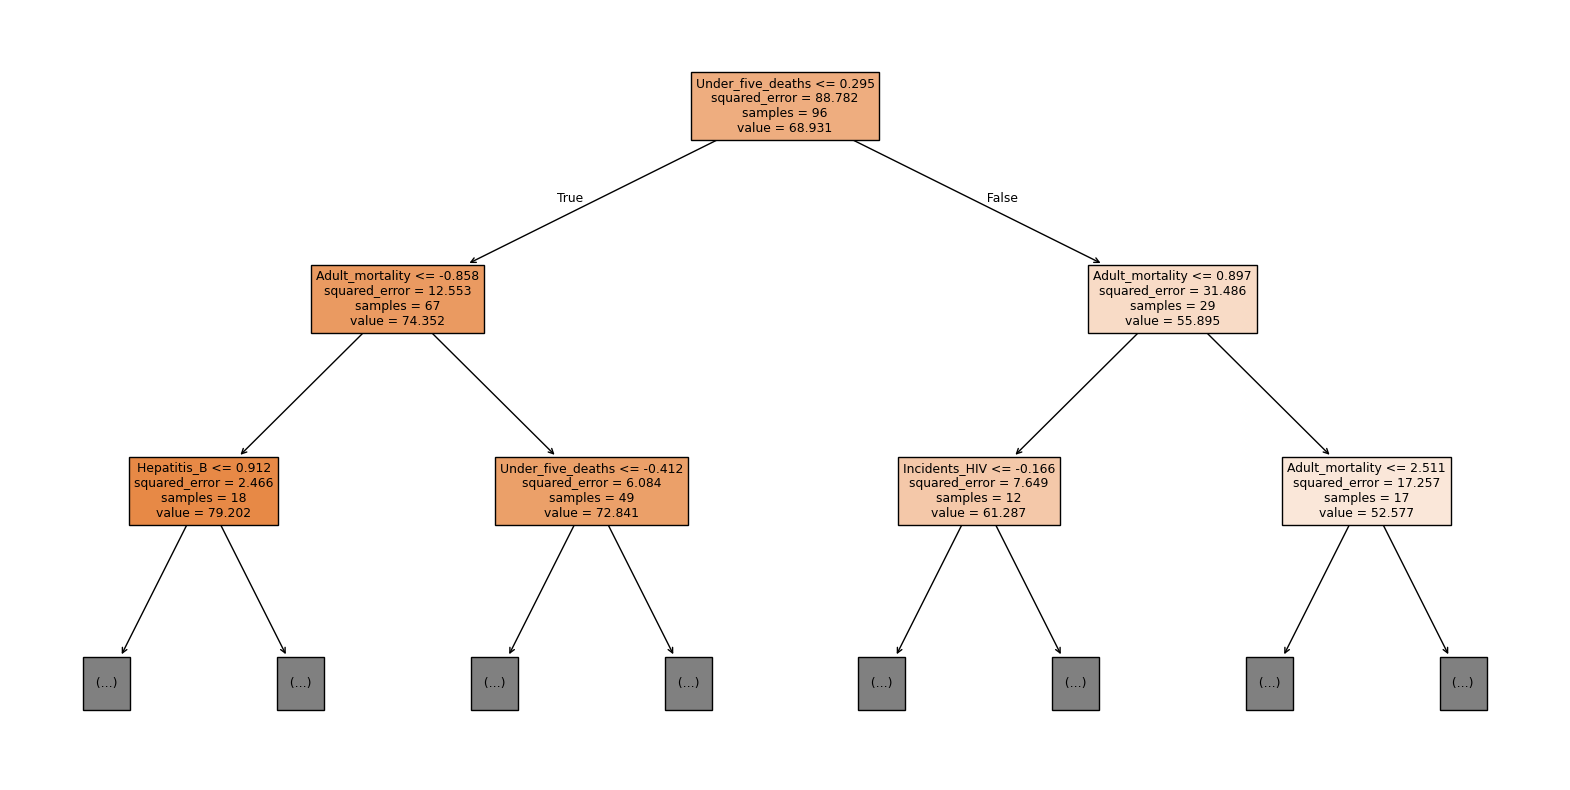 Under_five_deaths <= 0.295
squared_error = 88.782
samples = 96
value = 68.931
True
False
Adult_mortality <= -0.858
squared_error = 12.553
samples = 67
value = 74.352
Adult_mortality <= 0.897
squared_error = 31.486
samples = 29
value = 55.895
Hepatitis_B <= 0.912
squared_error = 2.466
samples = 18
value = 79.202
Under_five_deaths <= -0.412
squared_error = 6.084
samples = 49
value = 72.841
Incidents_HIV <= -0.166
squared_error = 7.649
samples = 12
value = 61.287
Adult_mortality <= 2.511
squared_error = 17.257
samples = 17
value = 52.577
(...)
(...)
(...)
(...)
(...)
(...)
(...)
(...)